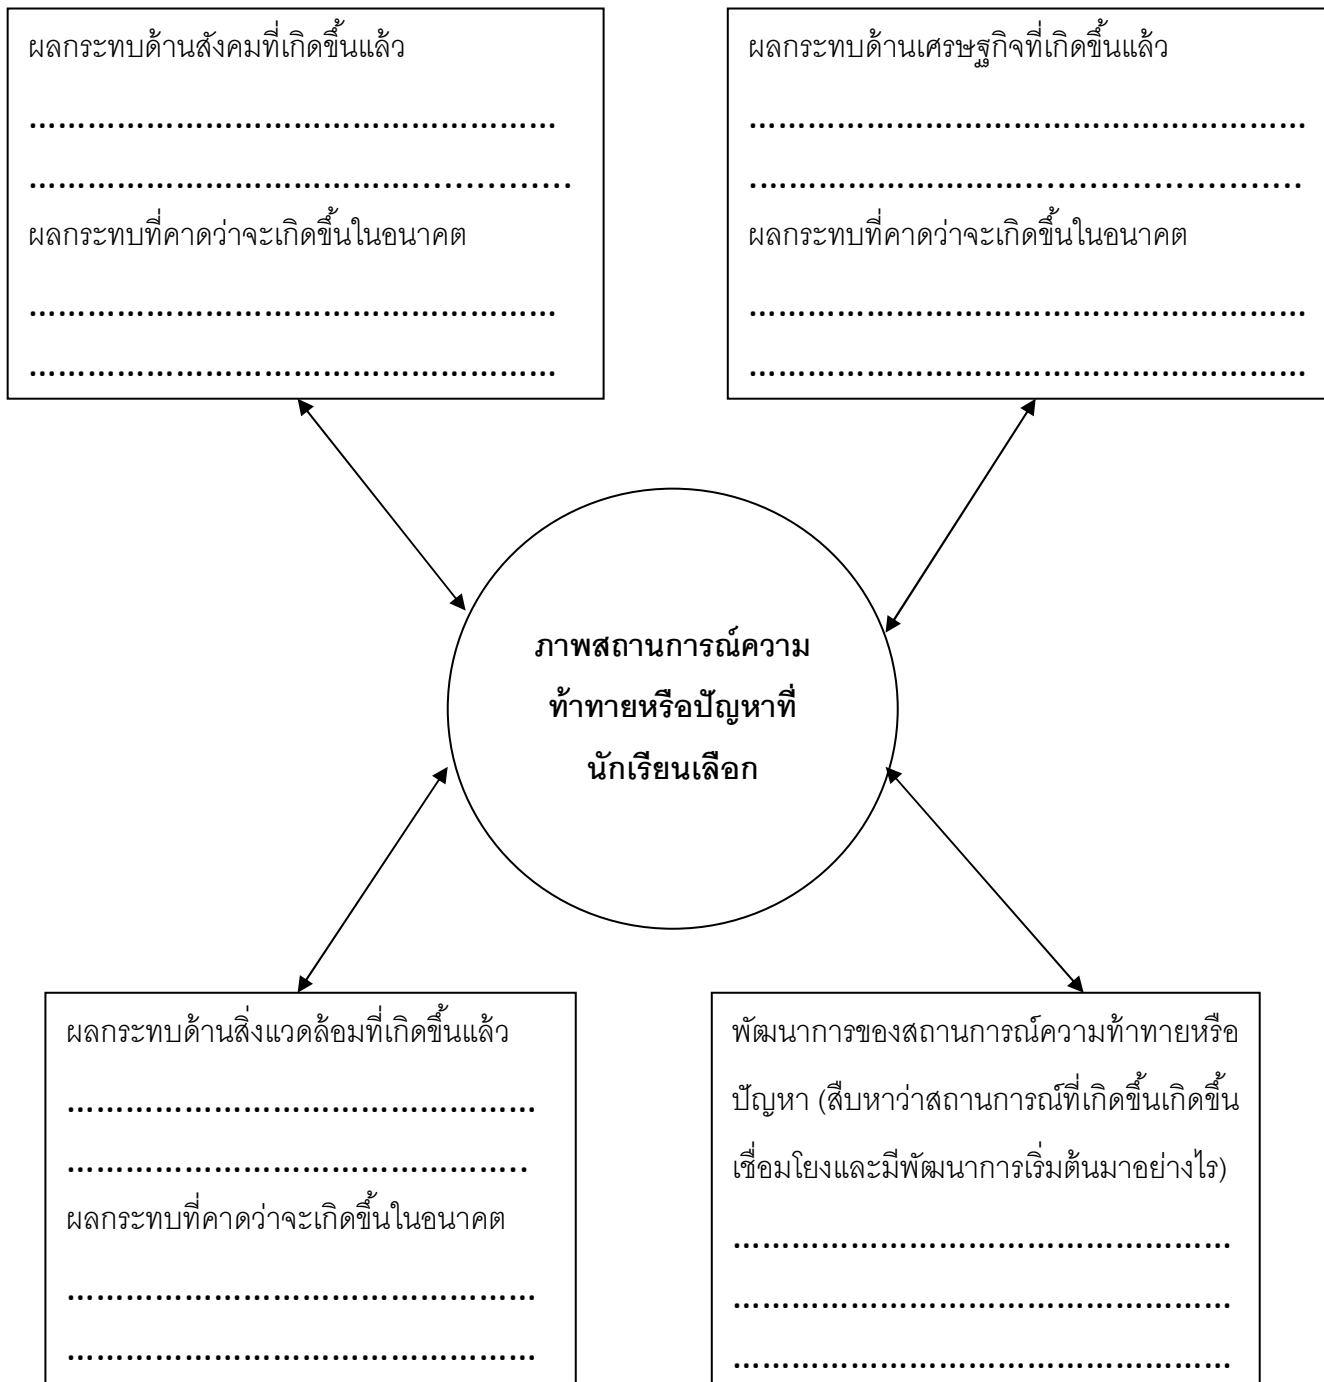 ผลกระทบด้านสังคมที่เกิดขึ้นแล้ว
………………………………………………
…………………………………...............
ผลกระทบที่คาดว่าจะเกิดขึ้นในอนาคต
………………………………………………
………………………………………………
ผลกระทบด้านเศรษฐกิจที่เกิดขึ้นแล้ว
…………………………………………………
………………………...........................
ผลกระทบที่คาดว่าจะเกิดขึ้นในอนาคต
…………………………………………………
…………………………………………………
ภาพสถานการณ์ความ
ท้าทายหรือปัญหาที่
นักเรียนเลือก
ผลกระทบด้านสิ่งแวดล้อมที่เกิดขึ้นแล้ว
…………………………………………
………………………………………..
ผลกระทบที่คาดว่าจะเกิดขึ้นในอนาคต
…………………………………………
…………………………………………
พัฒนาการของสถานการณ์ความท้าทายหรือ
ปัญหา (สืบหาว่าสถานการณ์ที่เกิดขึ้นเกิดขึ้น
เชื่อมโยงและมีพัฒนาการเริ่มต้นมาอย่างไร)
……………………………………………
……………………………………………
……………………………………………